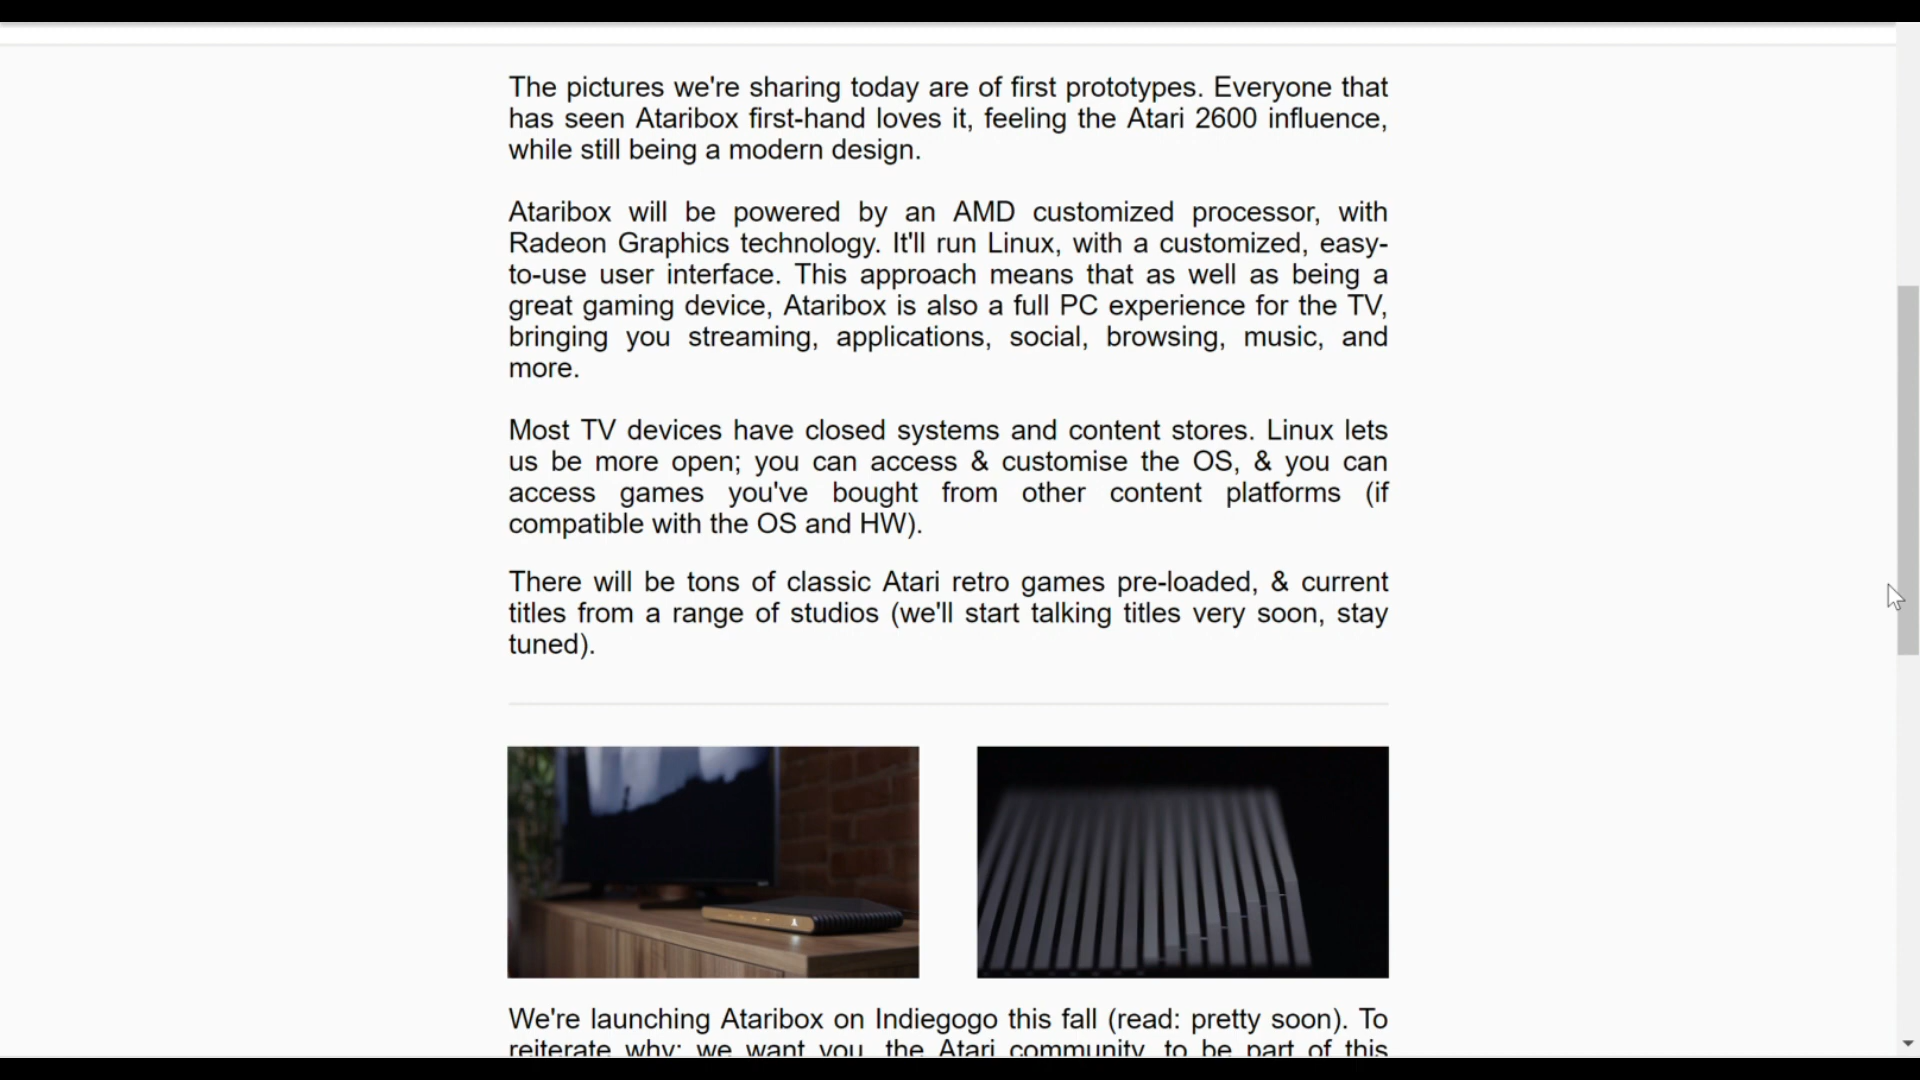 The pictures we're sharing today are of first prototypes. Everyone that
has seen Ataribox first-hand loves it, feeling the Atari 2600 influence,
while still being a modern design.
Ataribox will be powered by an AMD customized processor, with
Radeon Graphics technology. It'll run Linux, with a customized, easy-
to-use user interface. This approach means that as well as being a
great gaming device, Ataribox is also a full PC experience for the TV,
bringing you streaming, applications, social, browsing, music, and
more.
Most TV devices have closed systems and content stores. Linux lets
us be more open; you can access & customise the OS, & you can
access games you've bought from other content platforms (if
compatible with the OS and HW).
There will be tons of classic Atari retro games pre-loaded, & current
titles from a range of studios (we'll start talking titles very soon, stay
tuned).
We're launching Ataribox on Indiegogo this fall (read: pretty soon). To
reiterate why: we want you, the Atari community, to be part of this